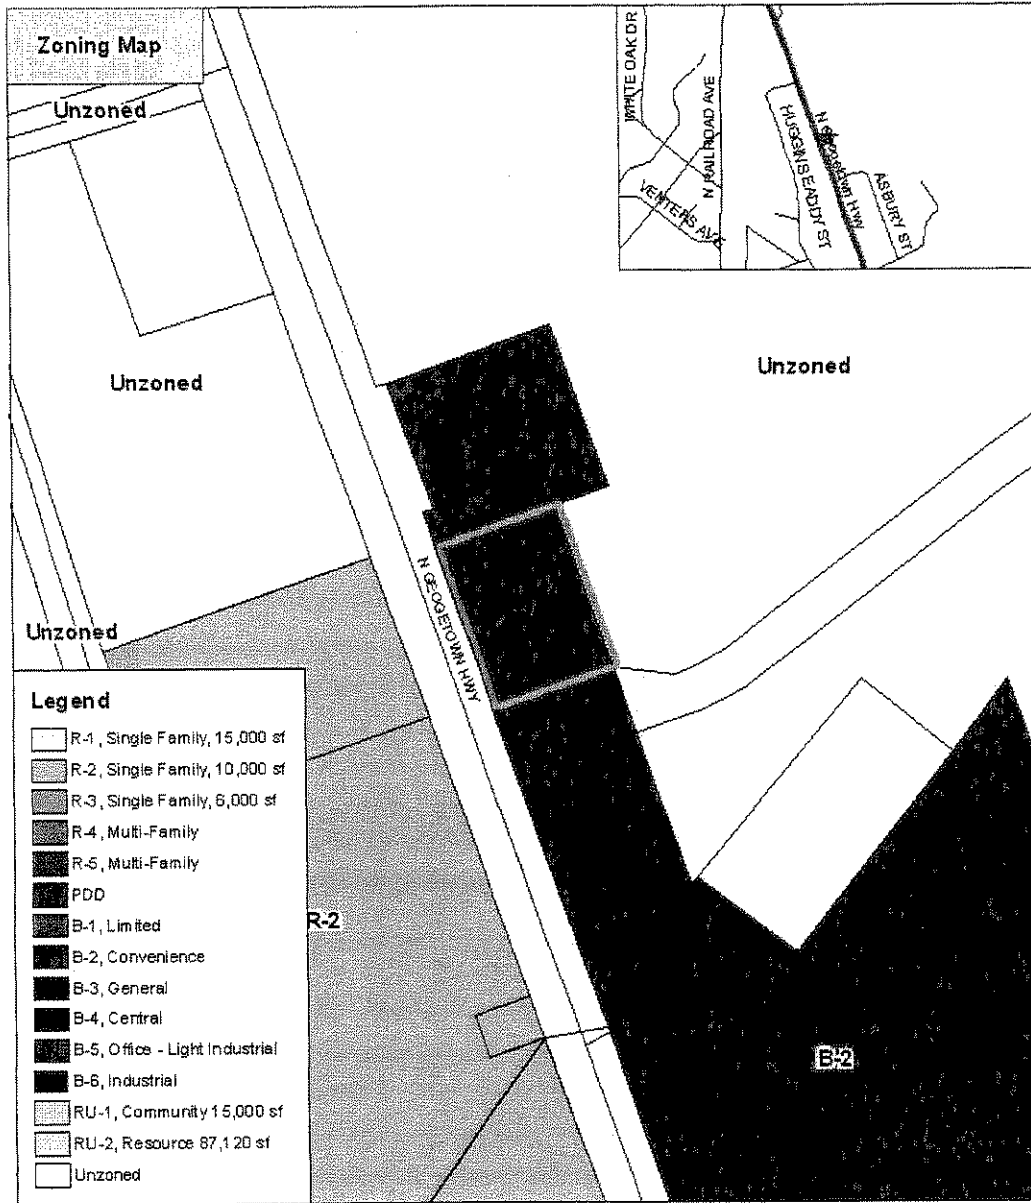 Zoning Map
Unzoned
WHITE OAK DR
N RAILROAD AVE
VENTERS AVE
HUGGINS EADDY ST
N Georgetown Hwy
ASBURY ST
Unzoned
Unzoned
N GEOGETOWN HWY
Unzoned
Legend
R-1, Single Family, 15,000 sf
R-2, Single Family, 10,000 sf
R-3, Single Family, 6,000 sf
R-4, Multi-Family
R-5, Multi-Family
PDD
B-1, Limited
B-2, Convenience
B-3, General
B-4, Central
B-5, Office - Light Industrial
B-6, Industrial
RU-1, Community 15,000 sf
RU-2, Resource 87,120 sf
Unzoned
R-2
B-2